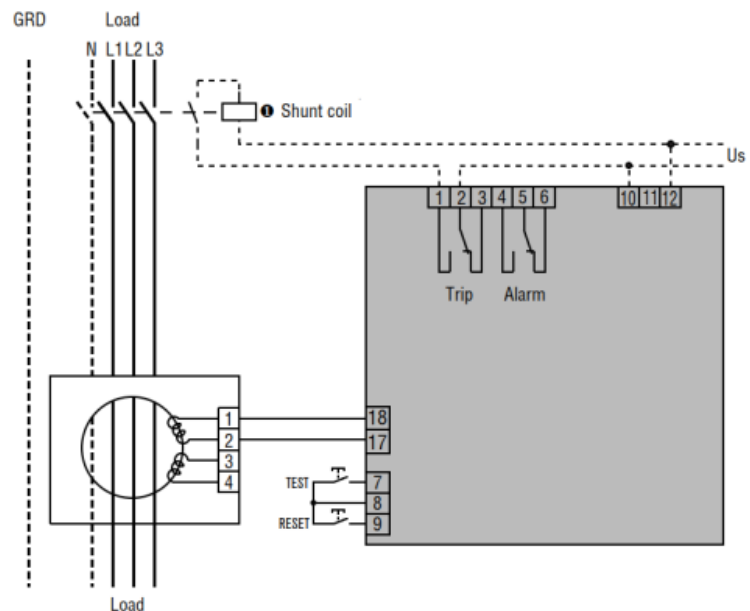 GRD Load
N L1 L2 L3
❶ Shunt coil
Us
1 2 3 4 5 6 10 11 12
Trip Alarm
1 18
2 17
3
4
TEST 7
8
RESET 9
Load